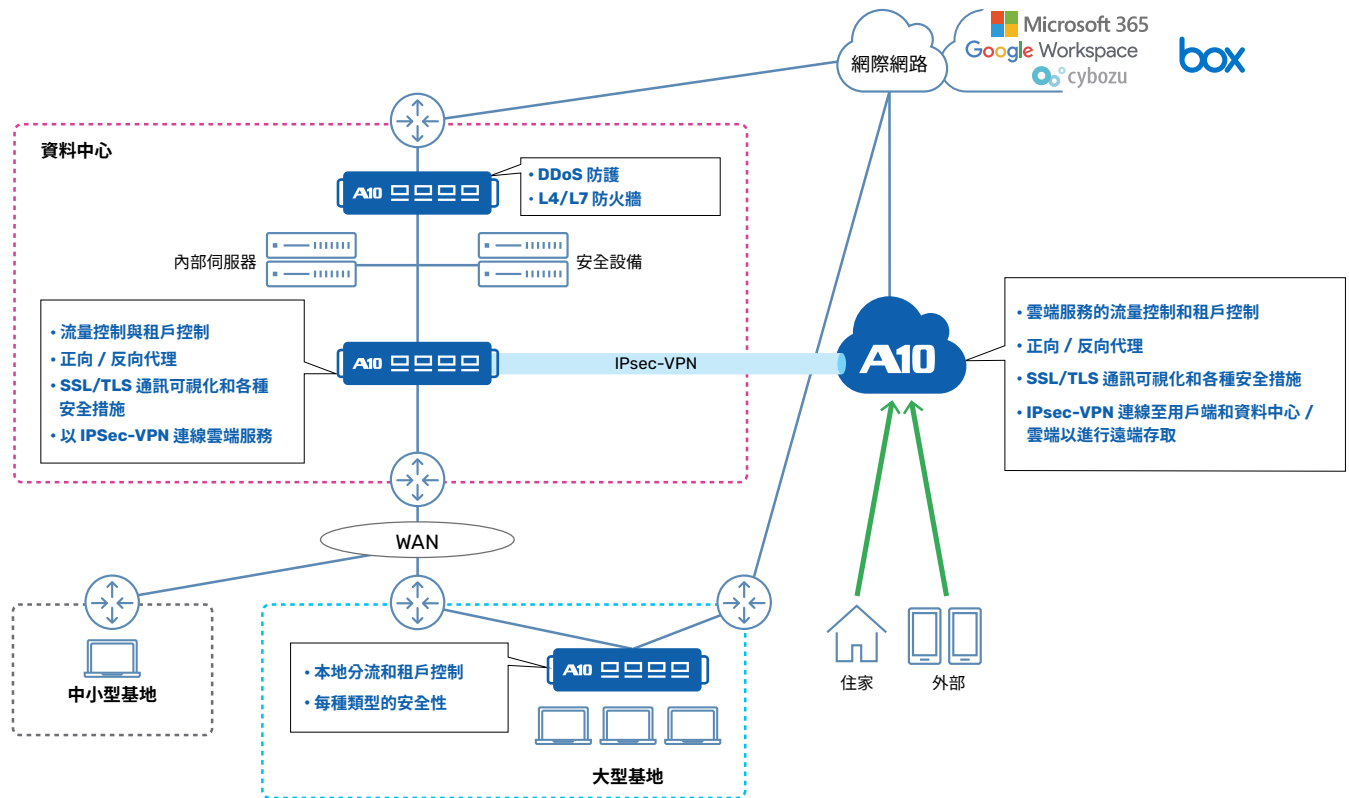 Microsoft 365
Google Workspace
cybozu
box
網際網路
資料中心
A10
• DDoS 防護
• L4/L7 防火牆
內部伺服器
安全設備
• 流量控制與租戶控制
• 正向 / 反向代理
• SSL/TLS 通訊可視化和各種
安全措施
• 以 IPSec-VPN 連線雲端服務
A10
IPsec-VPN
A10
• 雲端服務的流量控制和租戶控制
• 正向 / 反向代理
• SSL/TLS 通訊可視化和各種安全措施
• IPsec-VPN 連線至用戶端和資料中心 /
雲端以進行遠端存取
WAN
中小型基地
• 本地分流和租戶控制
• 每種類型的安全性
A10
大型基地
住家
外部